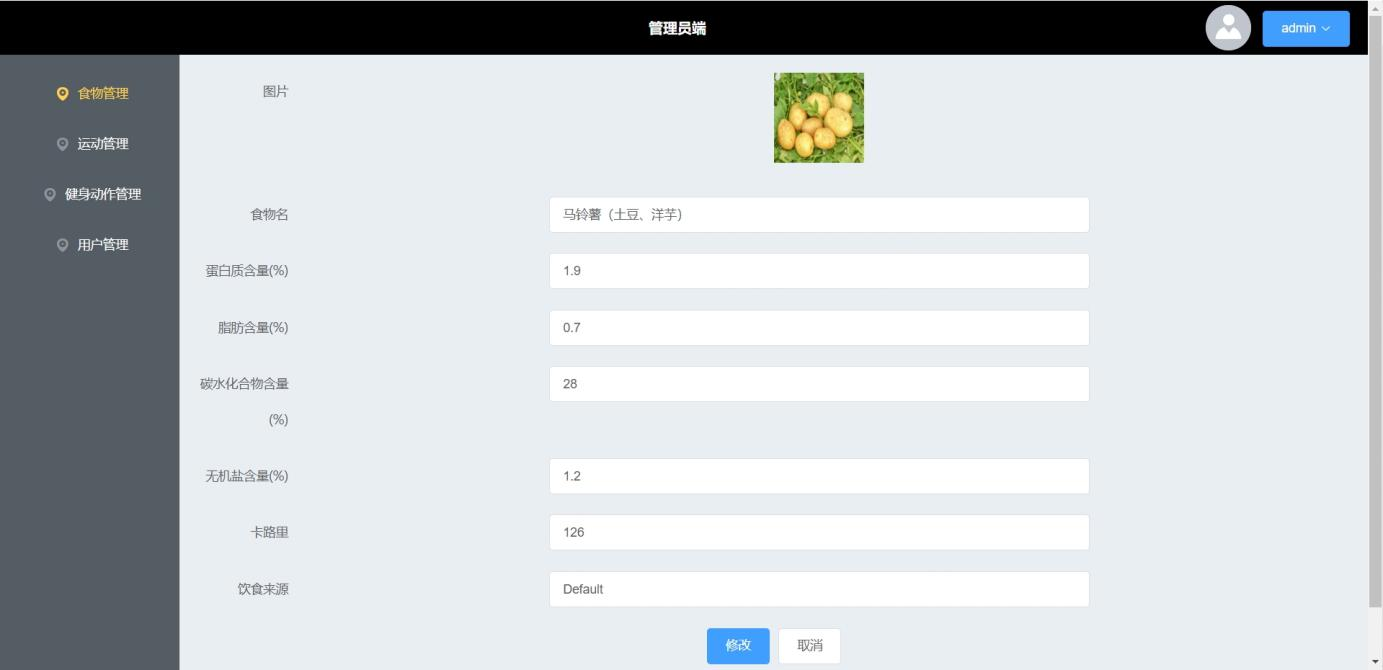 管理员端
admin
食物管理
运动管理
健身动作管理
用户管理
图片
食物名
马铃薯（土豆、洋芋）
蛋白质含量(%)
1.9
脂肪含量(%)
0.7
碳水化合物含量
(%)
28
无机盐含量(%)
1.2
卡路里
126
饮食来源
Default
修改
取消